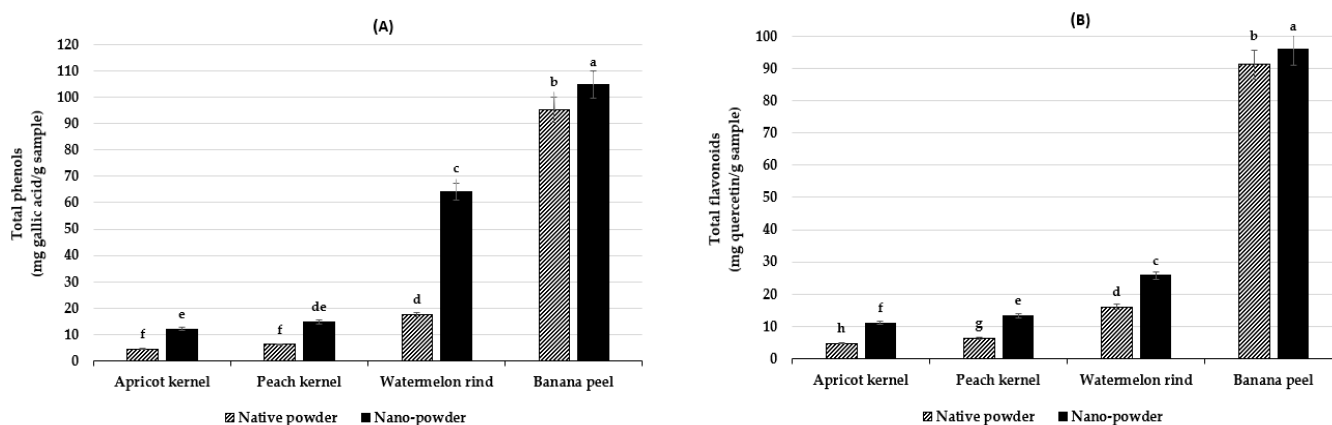 (A)
Total phenols
(mg gallic acid/g sample)
120
110
100
90
80
70
60
50
40
30
20
10
0
f
e
f
de
d
c
b
a
Apricot kernel
Peach kernel
Watermelon rind
Banana peel
Native powder
Nano-powder
(B)
Total flavonoids
(mg quercetin/g sample)
100
90
80
70
60
50
40
30
20
10
0
h
f
g
e
d
c
b
a
Apricot kernel
Peach kernel
Watermelon rind
Banana peel
Native powder
Nano-powder